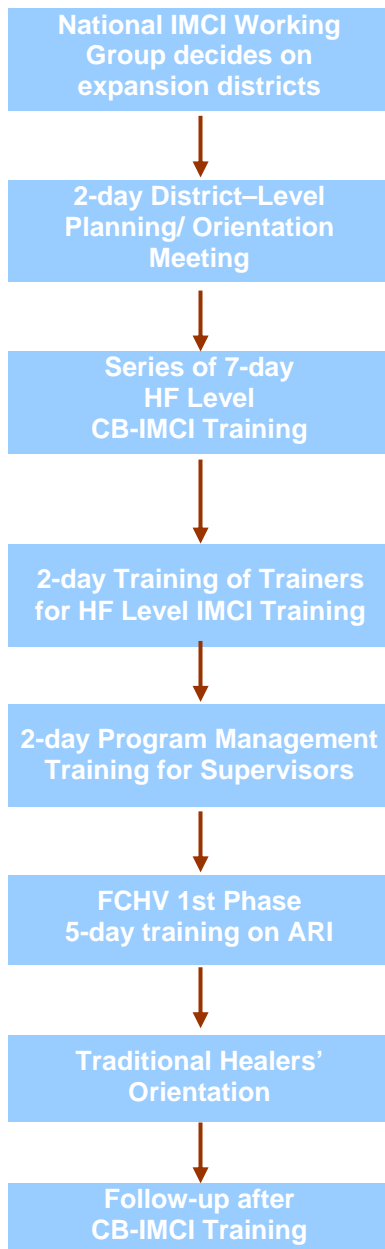 National IMCI Working
Group decides on
expansion districts
2-day District–Level
Planning/ Orientation
Meeting
Series of 7-day
HF Level
CB-IMCI Training
2-day Training of Trainers
for HF Level IMCI Training
2-day Program Management
Training for Supervisors
FCHV 1st Phase
5-day training on ARI
Traditional Healers’
Orientation
Follow-up after
CB-IMCI Training